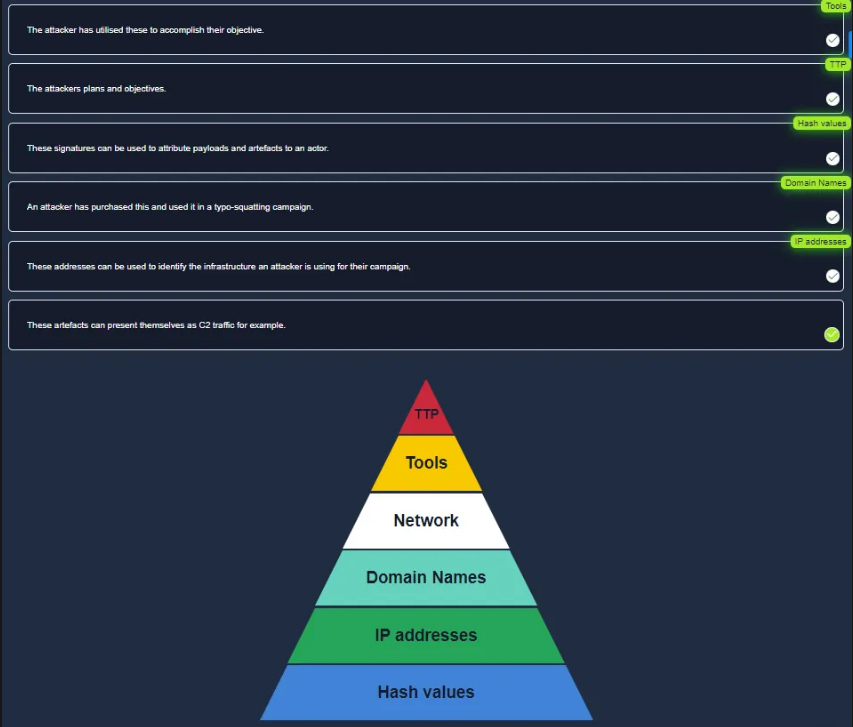 Tools
The attacker has utilised these to accomplish their objective.
TTP
The attackers plans and objectives.
Hash values
These signatures can be used to attribute payloads and artefacts to an actor.
Domain Names
An attacker has purchased this and used it in a typo-squatting campaign.
IP addresses
These addresses can be used to identify the infrastructure an attacker is using for their campaign.
These artefacts can present themselves as C2 traffic for example.
TTP
Tools
Network
Domain Names
IP addresses
Hash values